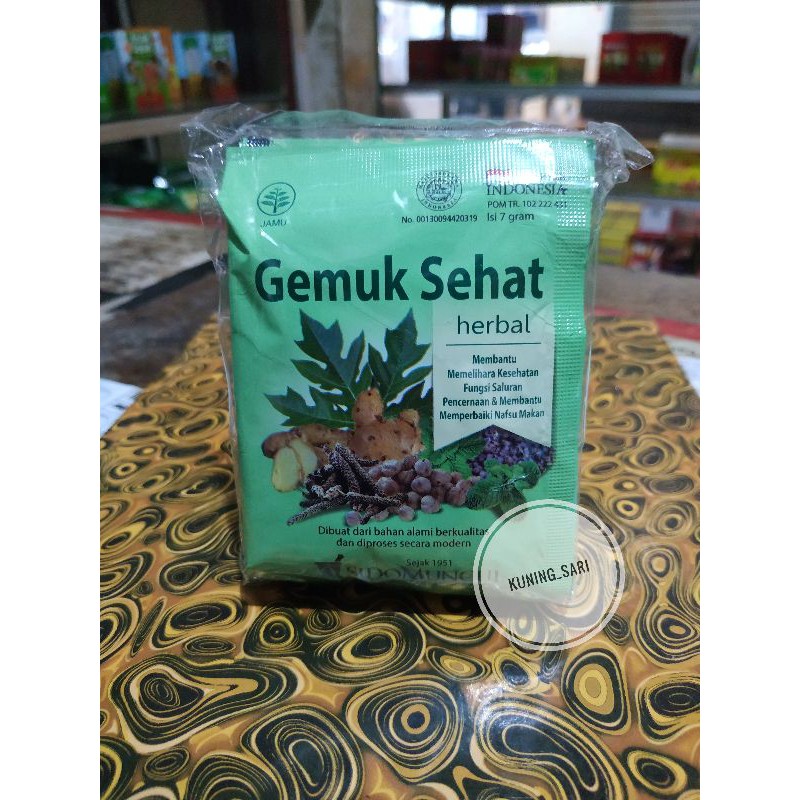 JAMU
No. 00130094420319
INDONESIA
POM TR. 102 222 431
Isi 7 gram
Gemuk Sehat
herbal
Membantu
Memelihara Kesehatan
Fungsi Saluran
Pencernaan & Membantu
Memperbaiki Nafsu Makan
Dibuat dari bahan alami berkualitas
dan diproses secara modern
Sejak 1951
SIDOMUNCUL
KUNING_SARI